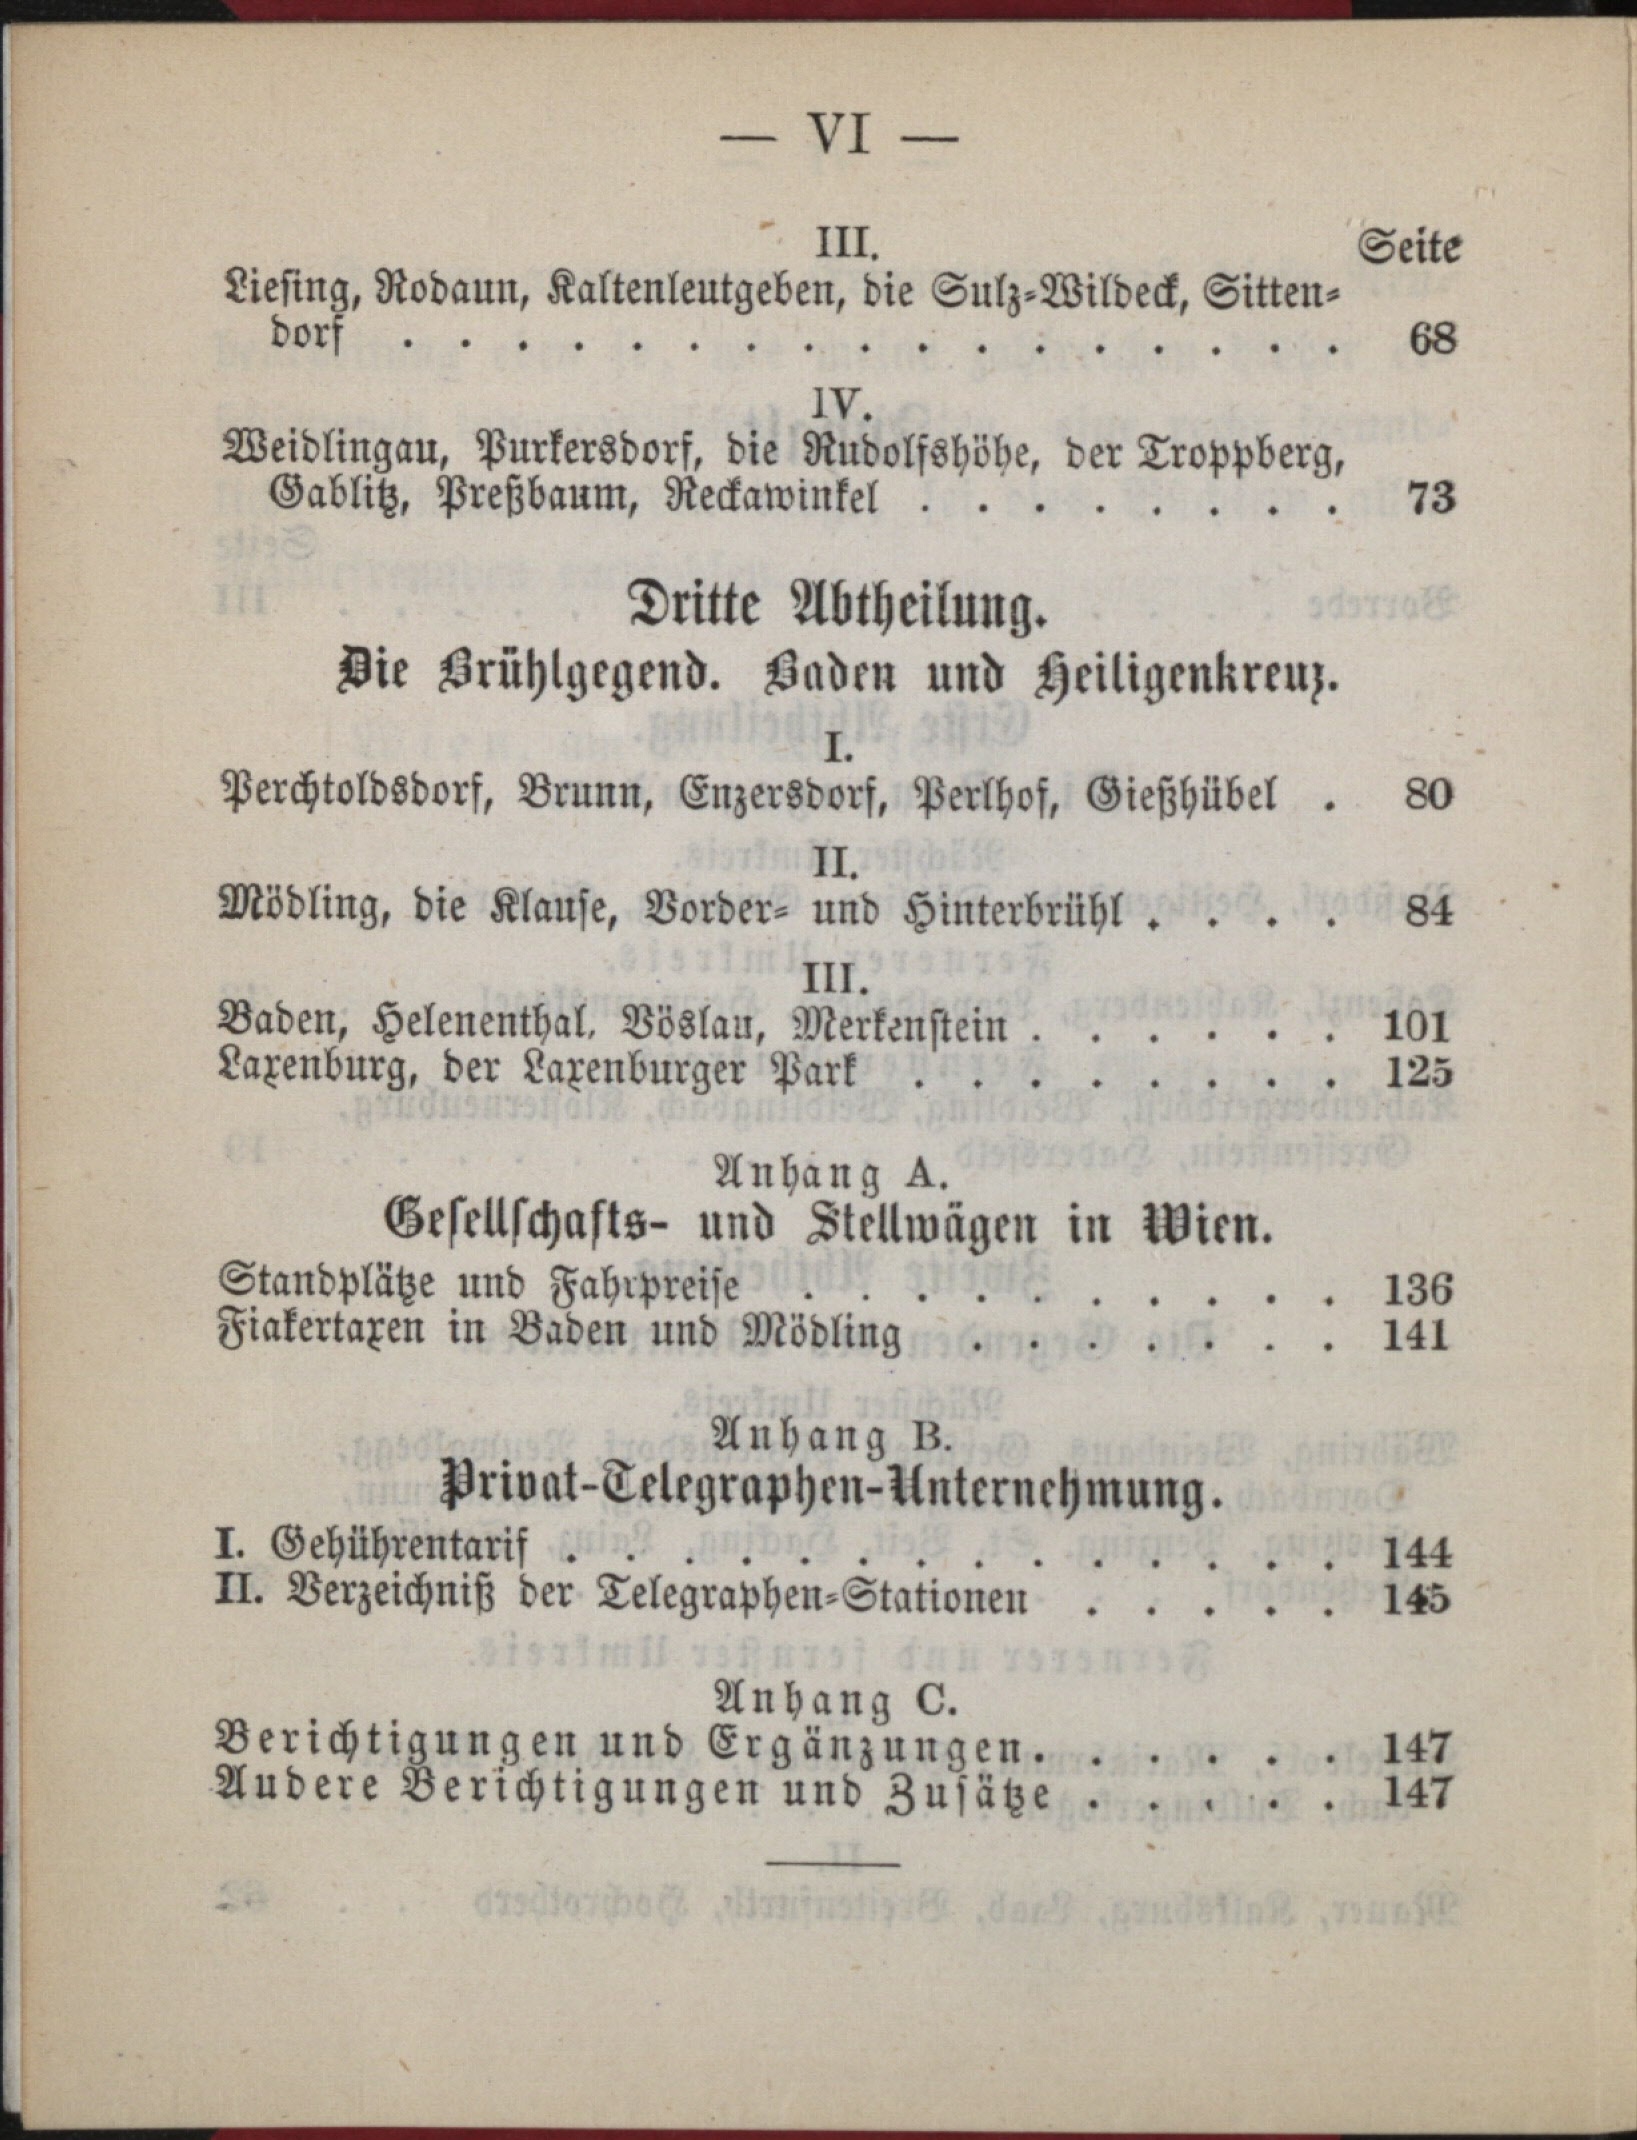 — VI —
III.
Seite
Liesing, Rodaun, Kaltenleutgeben, die Sulz-Wildeck, Sitten-
dorf . . . . . . . . . . . . . . . . . 68
IV.
Weidlingau, Purkersdorf, die Rudolfshöhe, der Troppberg,
Gablitz, Preßbaum, Reckawinkel . . . . . . . . 73
Dritte Abtheilung.
Die Brühlgegend. Baden und Heiligenkreuz.
I.
Perchtoldsdorf, Brunn, Enzersdorf, Perlhof, Gießhübel . 80
II.
Mödling, die Klause, Vorder- und Hinterbrühl . . . . 84
III.
Baden, Helenenthal, Vöslau, Merkenstein . . . . . . 101
Laxenburg, der Laxenburger Park . . . . . . . . 125
Anhang A.
Gesellschafts- und Stellwägen in Wien.
Standplätze und Fahrpreise . . . . . . . . . . 136
Fiakertaxen in Baden und Mödling . . . . . . . 141
Anhang B.
Privat-Telegraphen-Unternehmung.
I. Gehührentarif . . . . . . . . . . . . . . 144
II. Verzeichniß der Telegraphen-Stationen . . . . . 145
Anhang C.
Berichtigungen und Ergänzungen. . . . . . 147
Audere Berichtigungen und Zusätze . . . . . 147